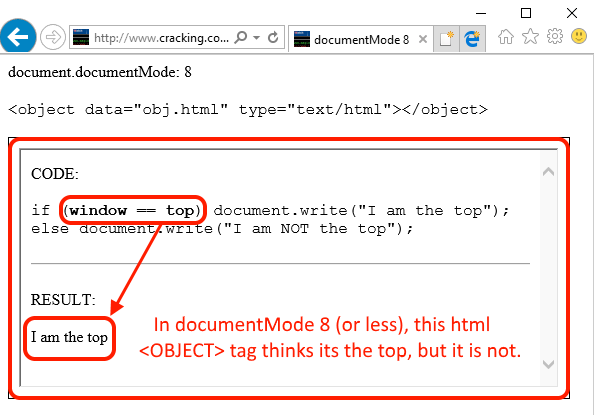 http://www.cracking.co...
documentMode 8
document.documentMode: 8
<object data="obj.html" type="text/html"></object>
CODE:
if (window == top) document.write("I am the top");
else document.write("I am NOT the top");
RESULT:
I am the top
In documentMode 8 (or less), this html
<OBJECT> tag thinks its the top, but it is not.